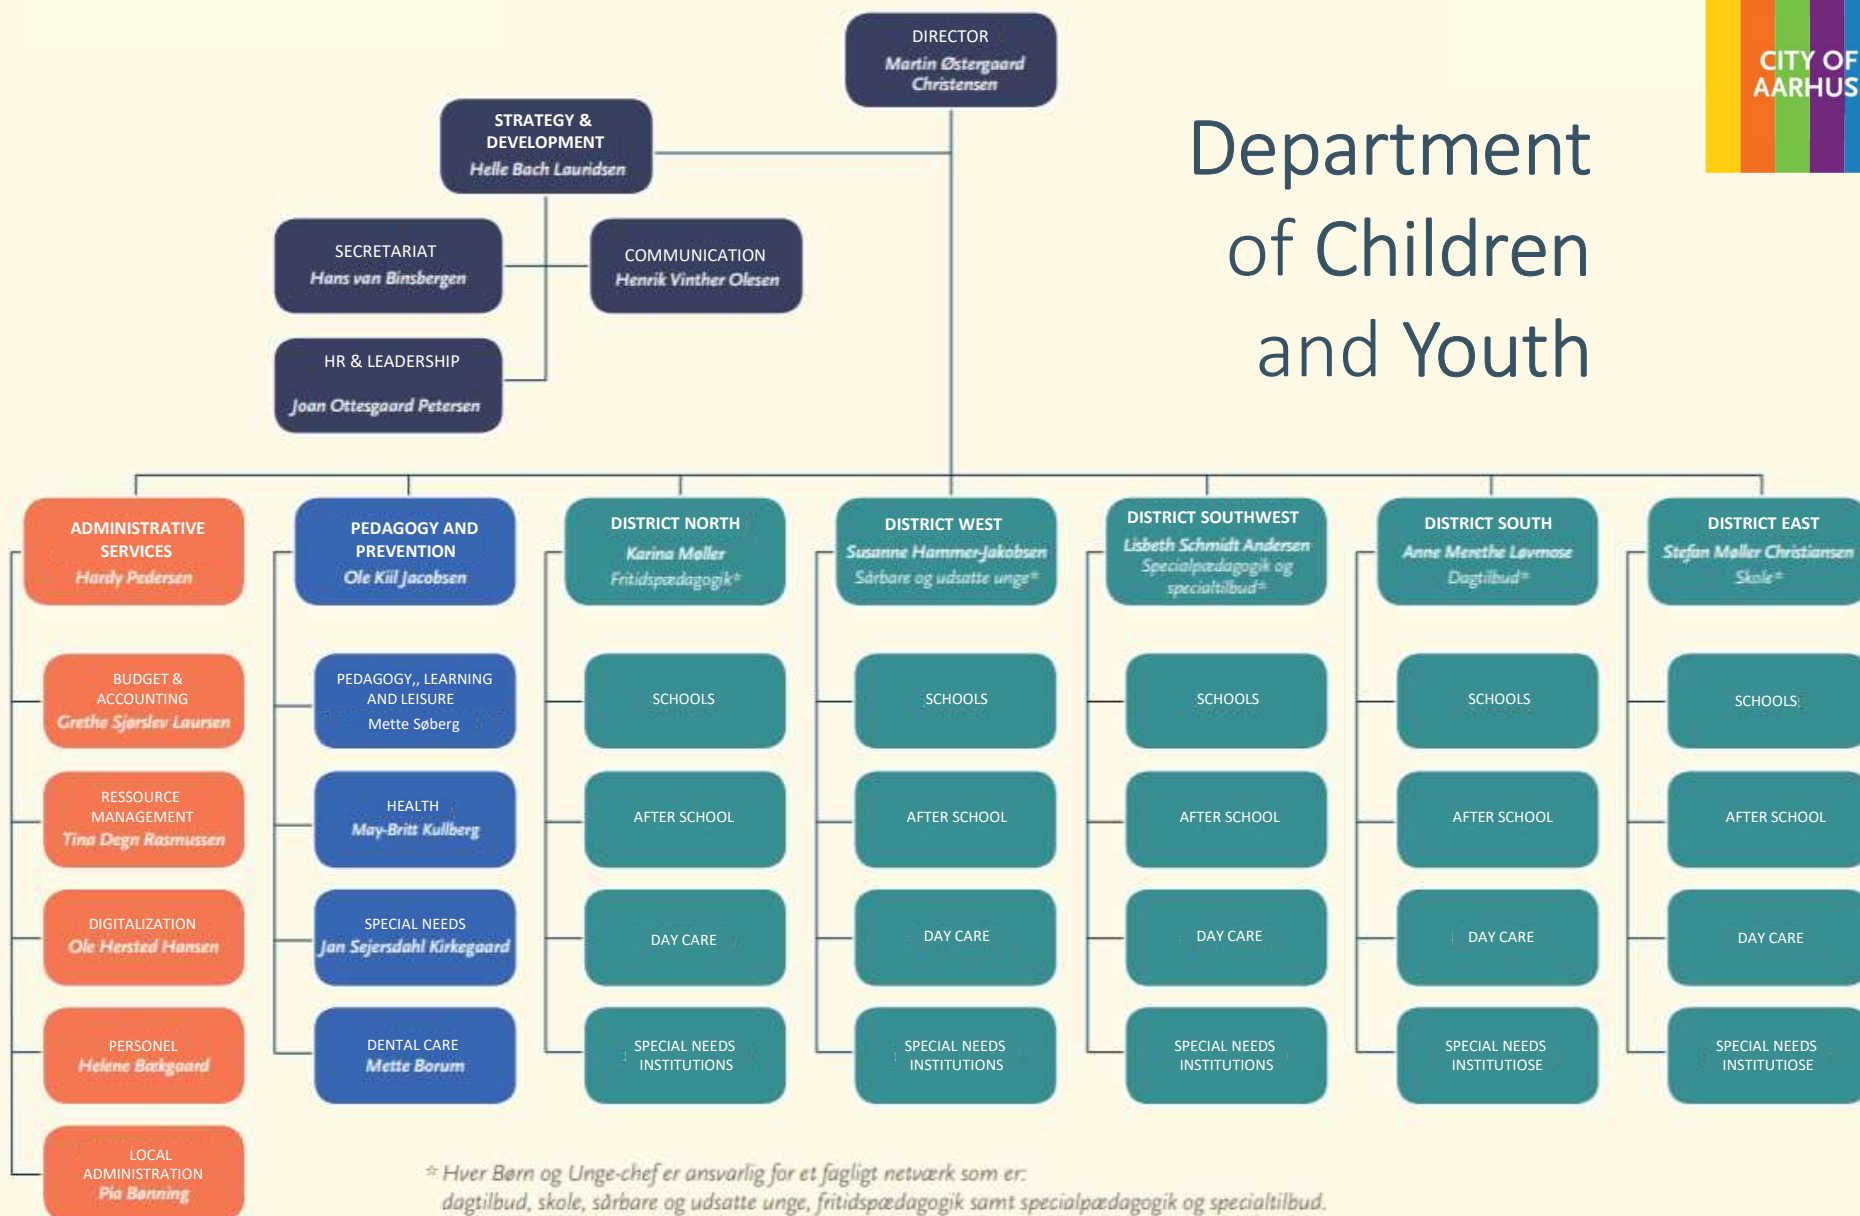 DIRECTOR
Martin Østergaard
Christensen
CITY OF
AARHUS
STRATEGY &
DEVELOPMENT
Helle Bach Lauridsen
Department
of Children
and Youth
SECRETARIAT
Hans van Binsbergen
COMMUNICATION
Henrik Vinther Olesen
HR & LEADERSHIP
Joan Ottesgaard Petersen
ADMINISTRATIVE
SERVICES
Hardy Pedersen
BUDGET &
ACCOUNTING
Grethe Sjørslev Laursen
RESSOURCE
MANAGEMENT
Tina Degn Rasmussen
DIGITALIZATION
Ole Hersted Hansen
PERSONEL
Helene Bækgaard
LOCAL
ADMINISTRATION
Pia Bønning
PEDAGOGY AND
PREVENTION
Ole Kiil Jacobsen
PEDAGOGY,, LEARNING
AND LEISURE
Mette Søberg
HEALTH
May-Britt Kullberg
SPECIAL NEEDS
Jan Sejersdahl Kirkegaard
DENTAL CARE
Mette Borum
DISTRICT NORTH
Karina Møller
Fritidspædagogik*
SCHOOLS
AFTER SCHOOL
DAY CARE
SPECIAL NEEDS
INSTITUTIONS
DISTRICT WEST
Susanne Hammer-Jakobsen
Sårbare og udsatte unge*
SCHOOLS
AFTER SCHOOL
DAY CARE
SPECIAL NEEDS
INSTITUTIONS
DISTRICT SOUTHWEST
Lisbeth Schmidt Andersen
Specialpædagogik og
specialtilbud*
SCHOOLS
AFTER SCHOOL
DAY CARE
SPECIAL NEEDS
INSTITUTIONS
DISTRICT SOUTH
Anne Merethe Løvmose
Dagtilbud*
SCHOOLS
AFTER SCHOOL
DAY CARE
SPECIAL NEEDS
INSTITUTIOSE
DISTRICT EAST
Stefan Møller Christiansen
Skole*
SCHOOLS
AFTER SCHOOL
DAY CARE
SPECIAL NEEDS
INSTITUTIOSE
* Hver Børn og Unge-chef er ansvarlig for et fagligt netværk som er:
dagtilbud, skole, sårbare og udsatte unge, fritidspædagogik samt specialpædagogik og specialtilbud.